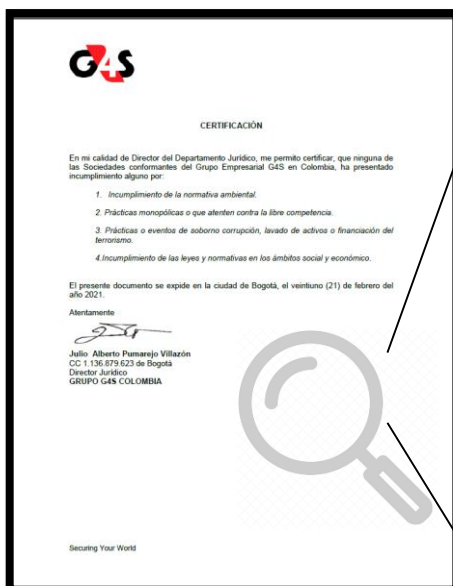 G4S
CERTIFICACIÓN
En mi calidad de Director del Departamento Jurídico, me permito certificar, que ninguna de
las Sociedades conformantes del Grupo Empresarial G4S en Colombia, ha presentado
incumplimiento alguno por:
1. Incumplimiento de la normativa ambiental.
2. Prácticas monopólicas o que atenten contra la libre competencia.
3. Prácticas o eventos de soborno corrupción, lavado de activos o financiación del
terrorismo.
4.Incumplimiento de las leyes y normativas en los ámbitos social y económico.
El presente documento se expide en la ciudad de Bogotá, el veintiuno (21) de febrero del
año 2021.
Atentamente
Julio Alberto Pumarejo Villazón
CC 1.136.879.623 de Bogotá
Director Jurídico
GRUPO G4S COLOMBIA
Securing Your World